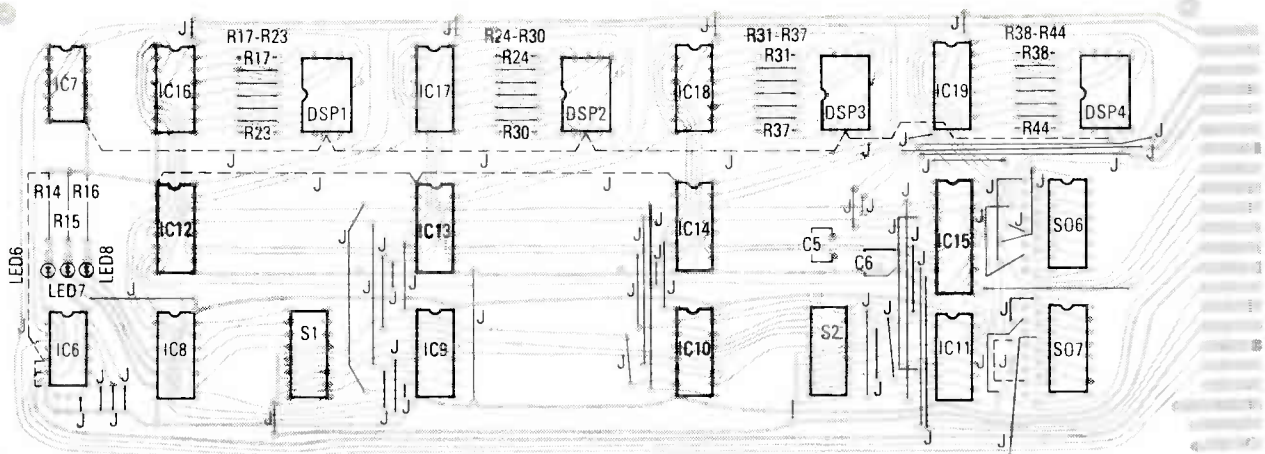 J J J J
R17-R23 R24-R30 R31-R37 R38-R44
-R17- -R24- R31- -R38-
IC7 IC16 DSP1 IC17 DSP2 IC18 DSP3 IC19 DSP4
R23 R30- R37- -R44
J J
J J J J J
J J
R14 R16 J J J J
R15
IC12 IC13 IC14 J J IC15 J SO6
C5 C6
LED6 LED8 J J J J J J J
LED7 J J J J J
J J J J
IC6 IC8 S1 IC9 IC10 S2 J IC11 J SO7
J J J J J J
J J J J J
J J J